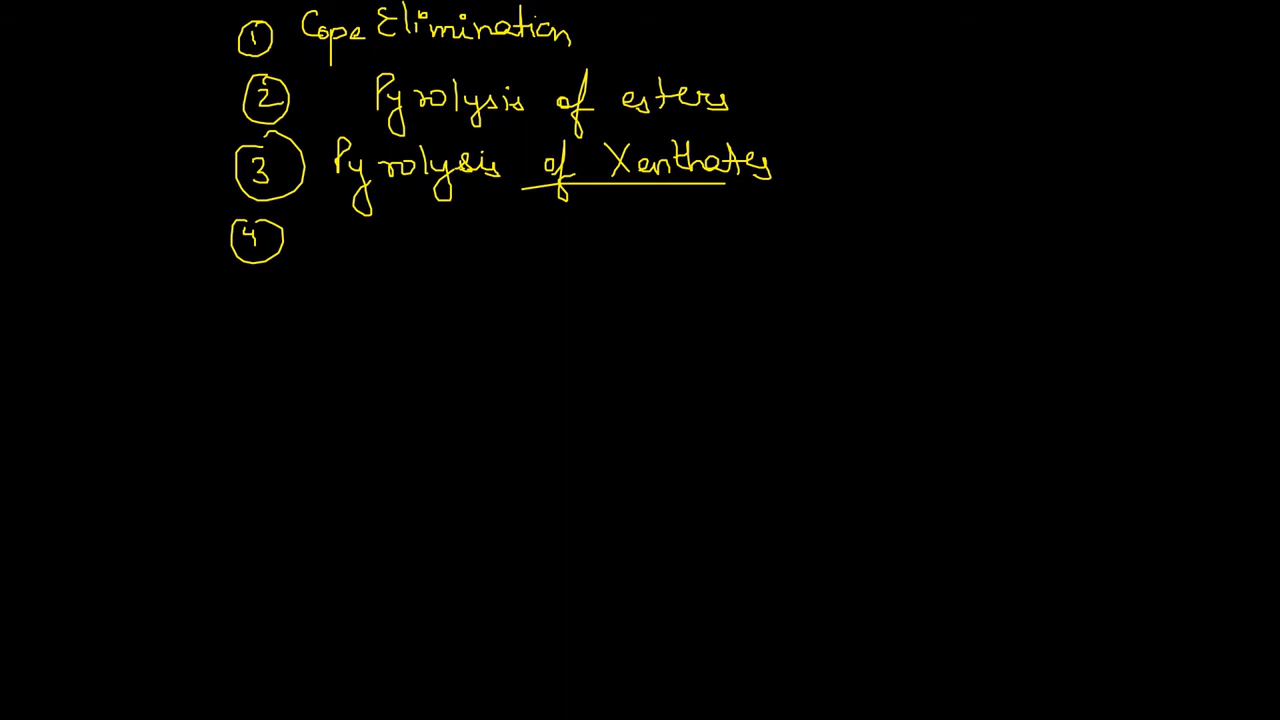 ① Cope Elimination
② Pyrolysis of esters
③ Pyrolysis of Xenthates
④